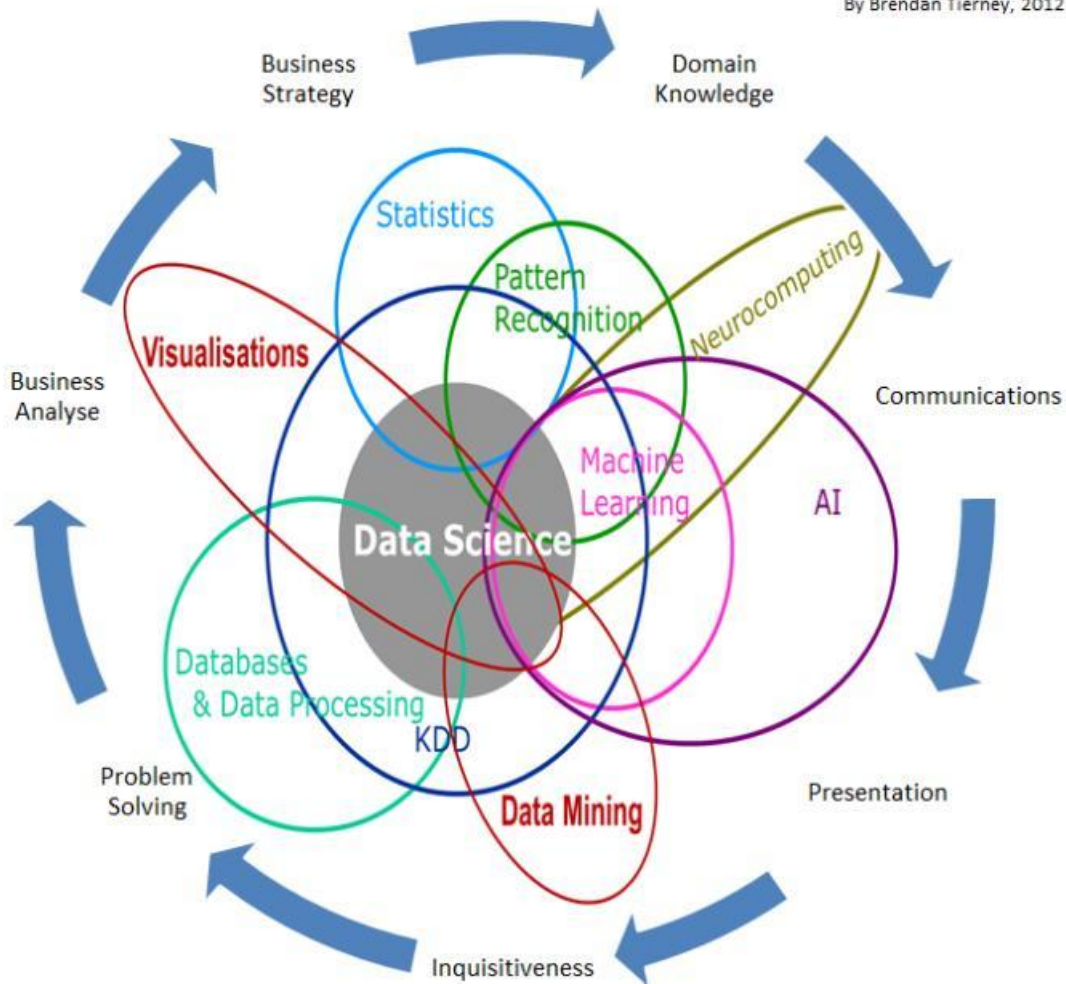 By Brendan Tierney, 2012
Business
Strategy
Domain
Knowledge
Statistics
Pattern
Recognition
Neurocomputing
Visualisations
Business
Analyse
Communications
Machine
Learning
AI
Data Science
Databases
& Data Processing
KDD
Problem
Solving
Data Mining
Presentation
Inquisitiveness